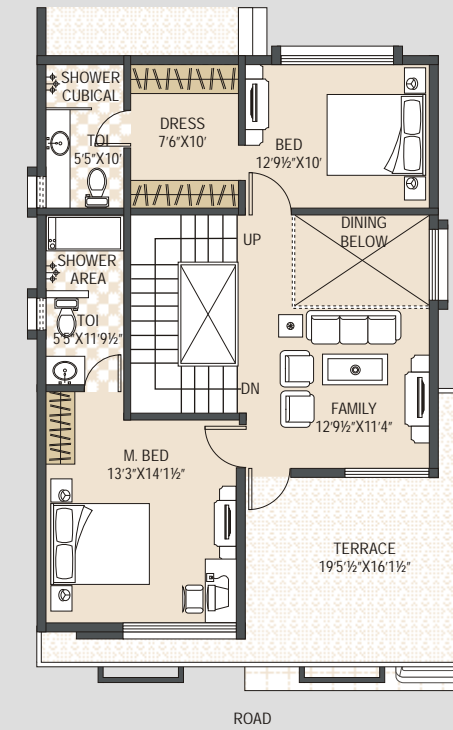 SHOWER
CUBICAL
TOI
5'5"X10'
DRESS
7'6"X10'
BED
12'9½"X10'
UP
DINING
BELOW
SHOWER
AREA
TOI
5'5"X11'9½"
DN
FAMILY
12'9½"X11'4"
M. BED
13'3"X14'1½"
TERRACE
19'5'½"X16'1½"
ROAD